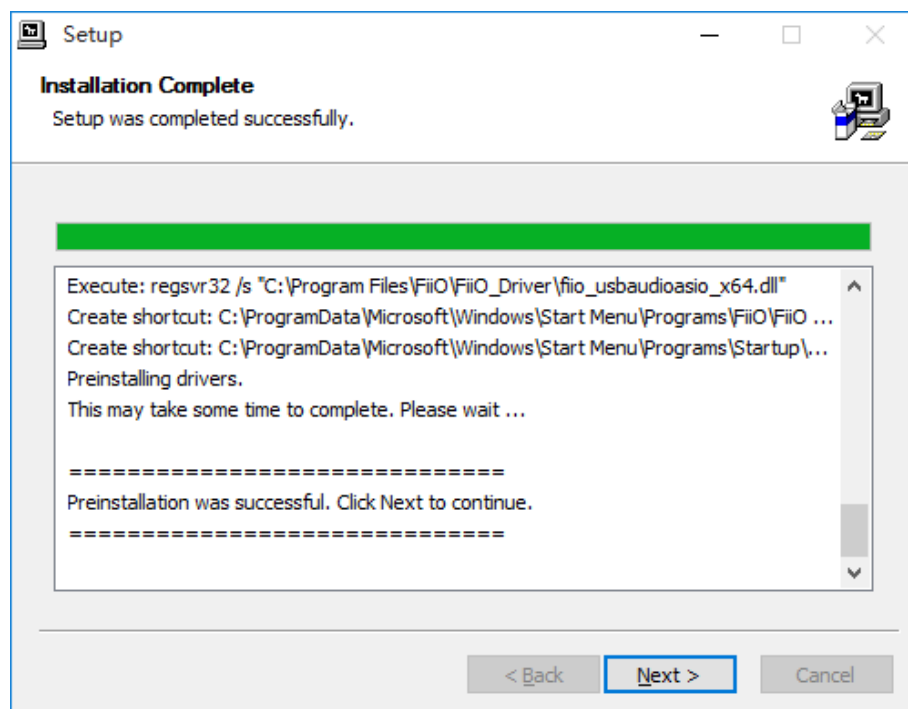 Setup
Installation Complete
Setup was completed successfully.
Execute: regsvr32 /s "C:\Program Files\FiiO\FiiO_Driver\fiio_usbaudioasio_x64.dll"
Create shortcut: C:\ProgramData\Microsoft\Windows\Start Menu\Programs\FiiO\FiiO ...
Create shortcut: C:\ProgramData\Microsoft\Windows\Start Menu\Programs\Startup\...
Preinstalling drivers.
This may take some time to complete. Please wait ...
==============================
Preinstallation was successful. Click Next to continue.
==============================
< Back Next > Cancel